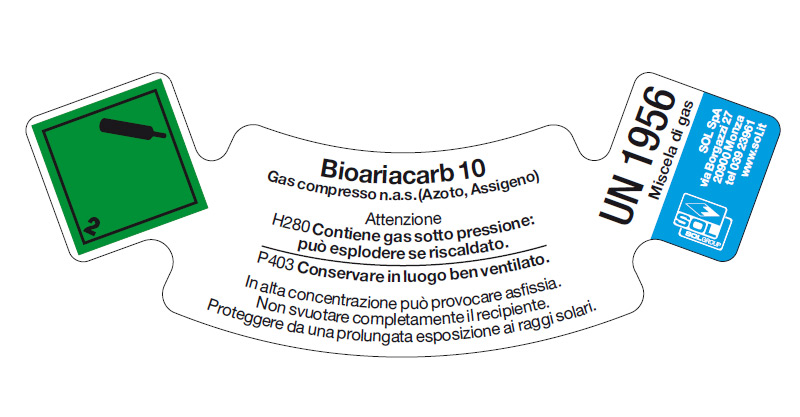 2
Bioariacarb 10
Gas compresso n.a.s.(Azoto, Assigeno)
Attenzione
H280 Contiene gas sotto pressione:
può esplodere se riscaldato.
P403 Conservare in luogo ben ventilato.
In alta concentrazione può provocare asfissia.
Non svuotare completamente il recipiente.
Proteggere da una prolungata esposizione ai raggi solari.
UN 1956
Miscela di gas
SOL SpA
via Borgazzi 27
20900 Monza
tel 039 23961
www.sol.it
SOL
SOLGROUP